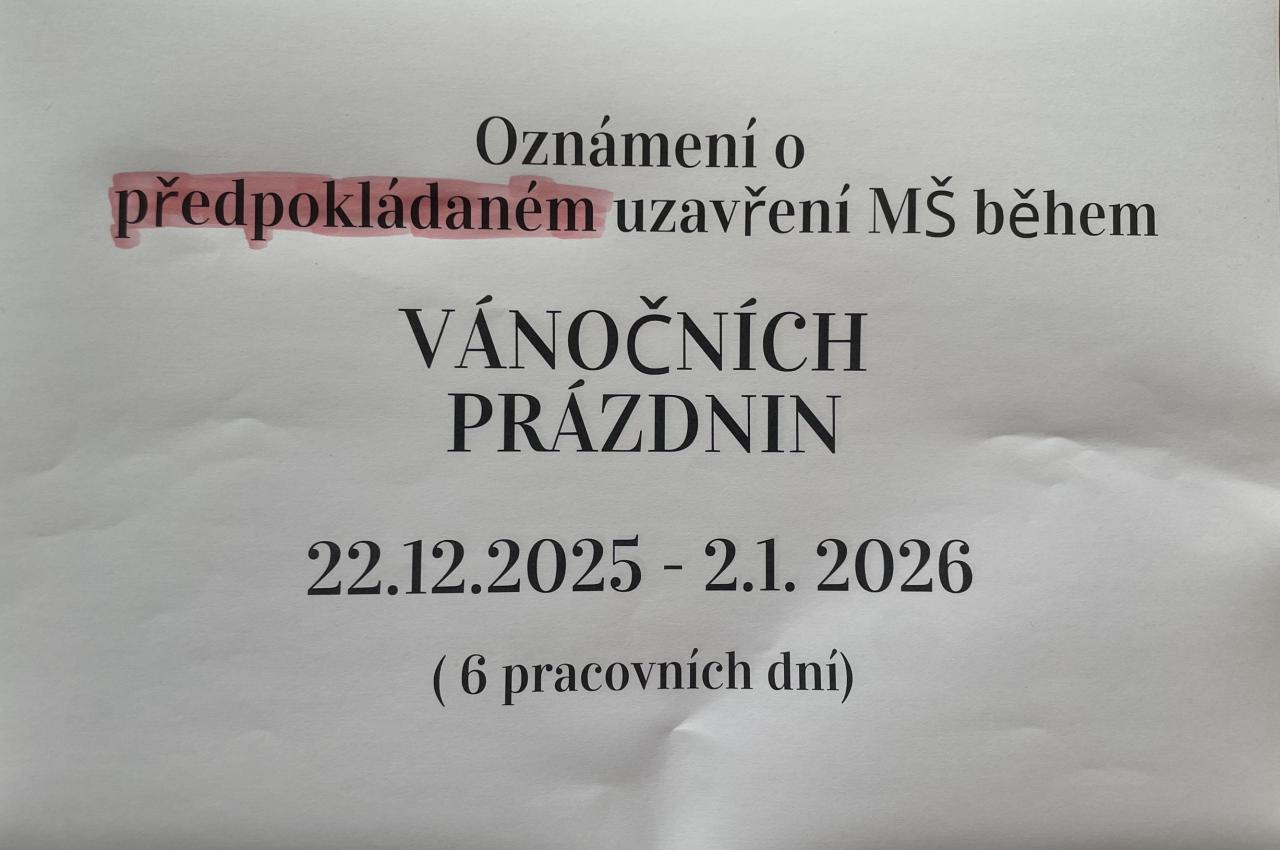 Oznámení o
předpokládaném uzavření MŠ během
VÁNOČNÍCH
PRÁZDNIN
22.12.2025 - 2.1. 2026
( 6 pracovních dní)